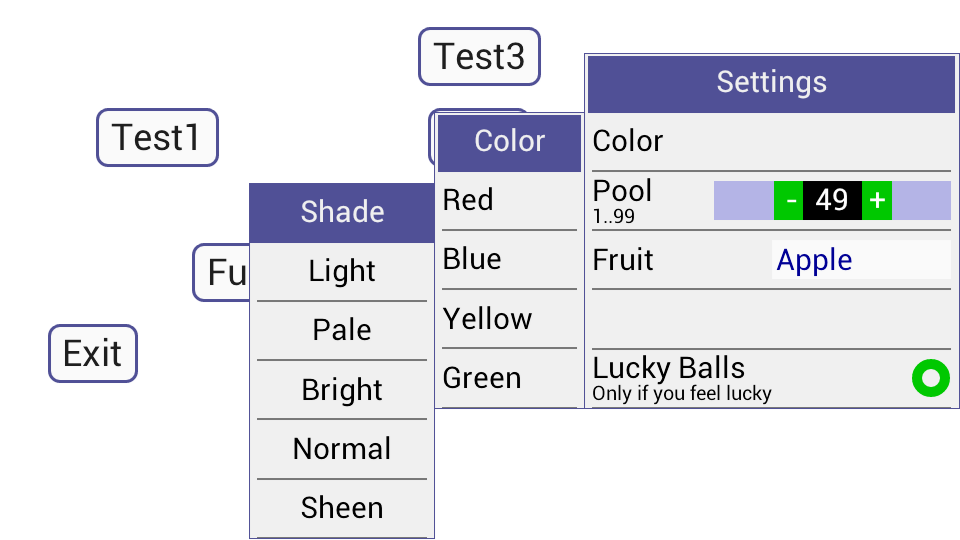 Test3
Test1
Settings
Color
Pool
1..99
- 49 +
Fruit
Apple
Lucky Balls
Only if you feel lucky
Color
Red
Blue
Yellow
Green
Shade
Light
Pale
Bright
Normal
Sheen
Fu
Exit